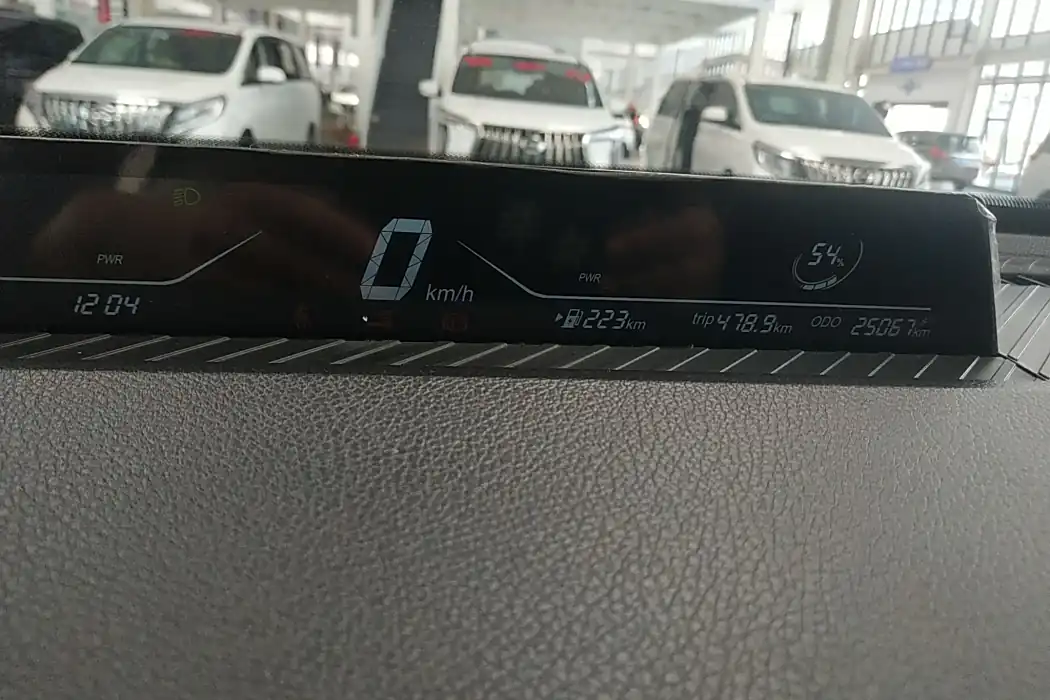 54%
0 km/h
PWR
PWR
12 04
223km
trip 478.9km
ODO 25067km